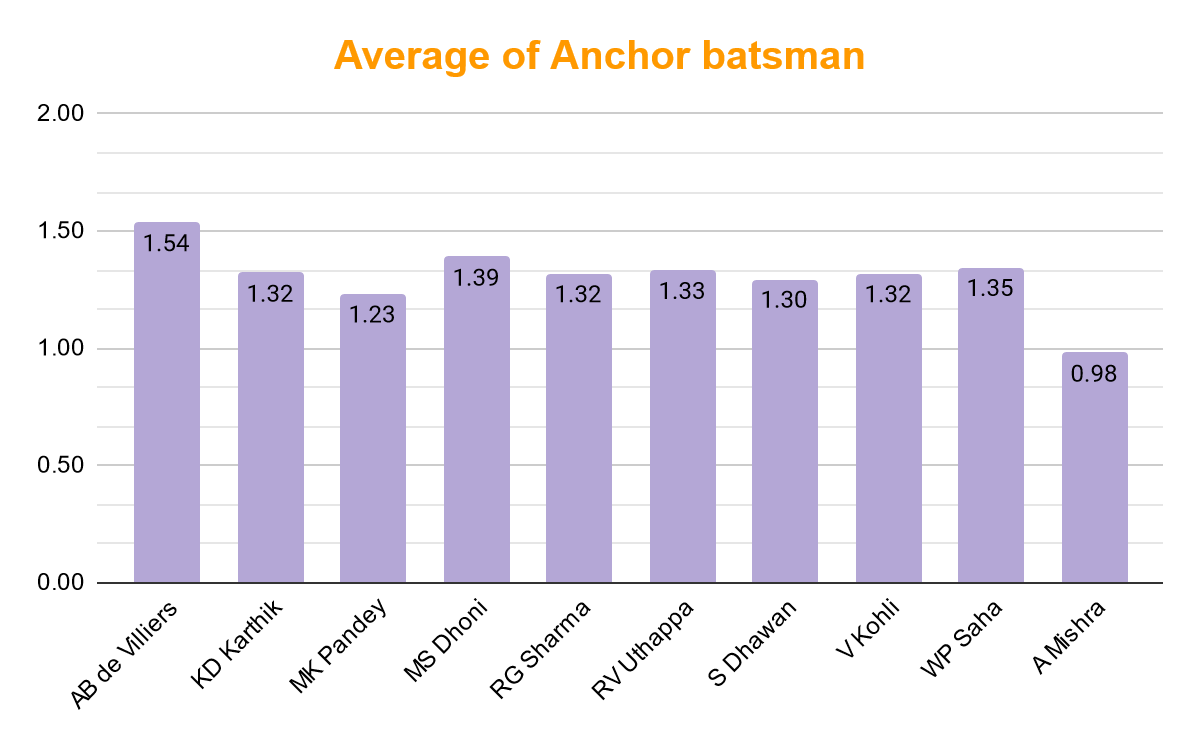 Average of Anchor batsman
2.00
1.50
1.00
0.50
0.00
1.54
1.32
1.23
1.39
1.32
1.33
1.30
1.32
1.35
0.98
AB de Villiers
KD Karthik
MK Pandey
MS Dhoni
RG Sharma
RV Uthappa
S Dhawan
V Kohli
WP Saha
A Mishra